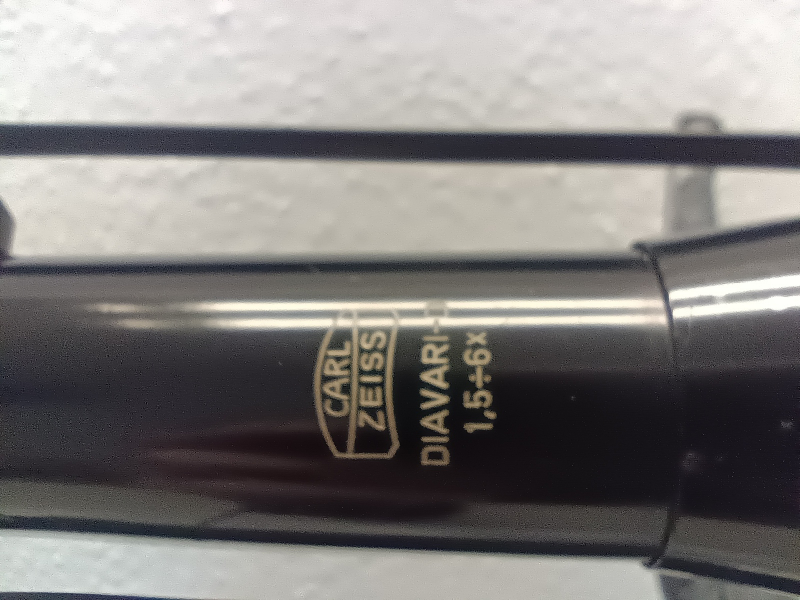 CARL
ZEISS
DIAVARI-D
1,5÷6x